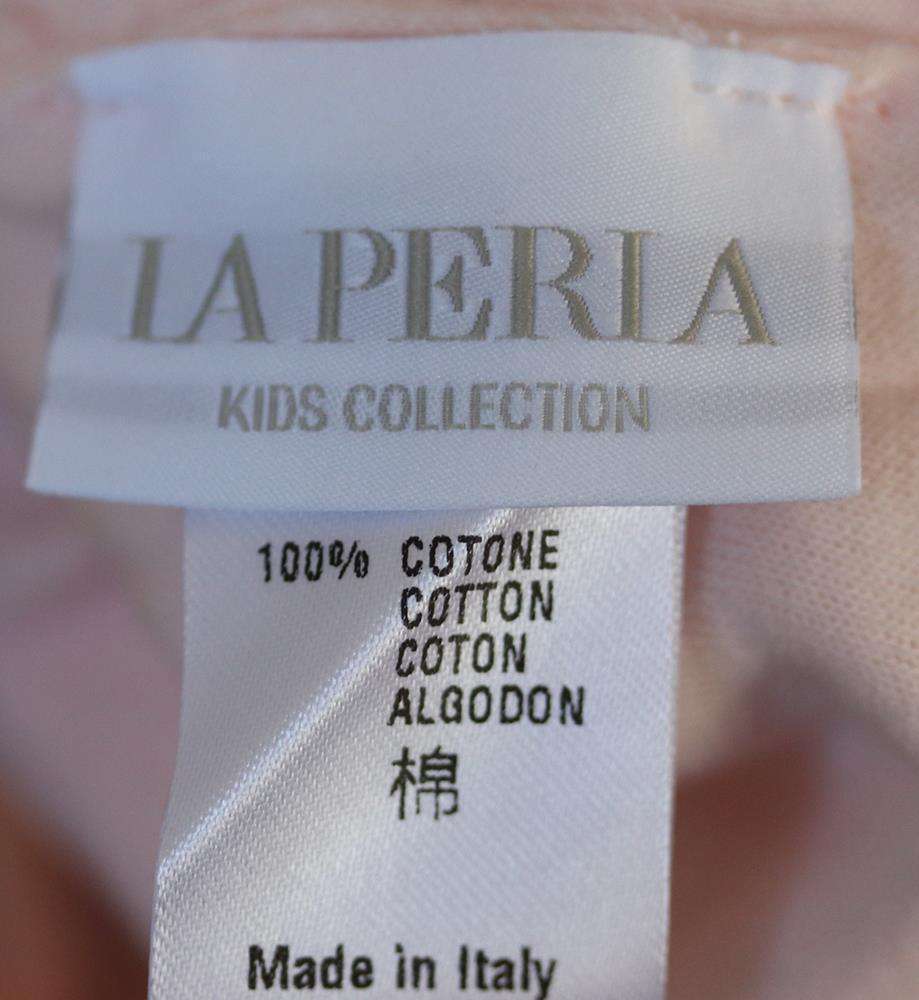 LA PERLA
KIDS COLLECTION
100% COTONE
COTTON
COTON
ALGODON
棉
Made in Italy